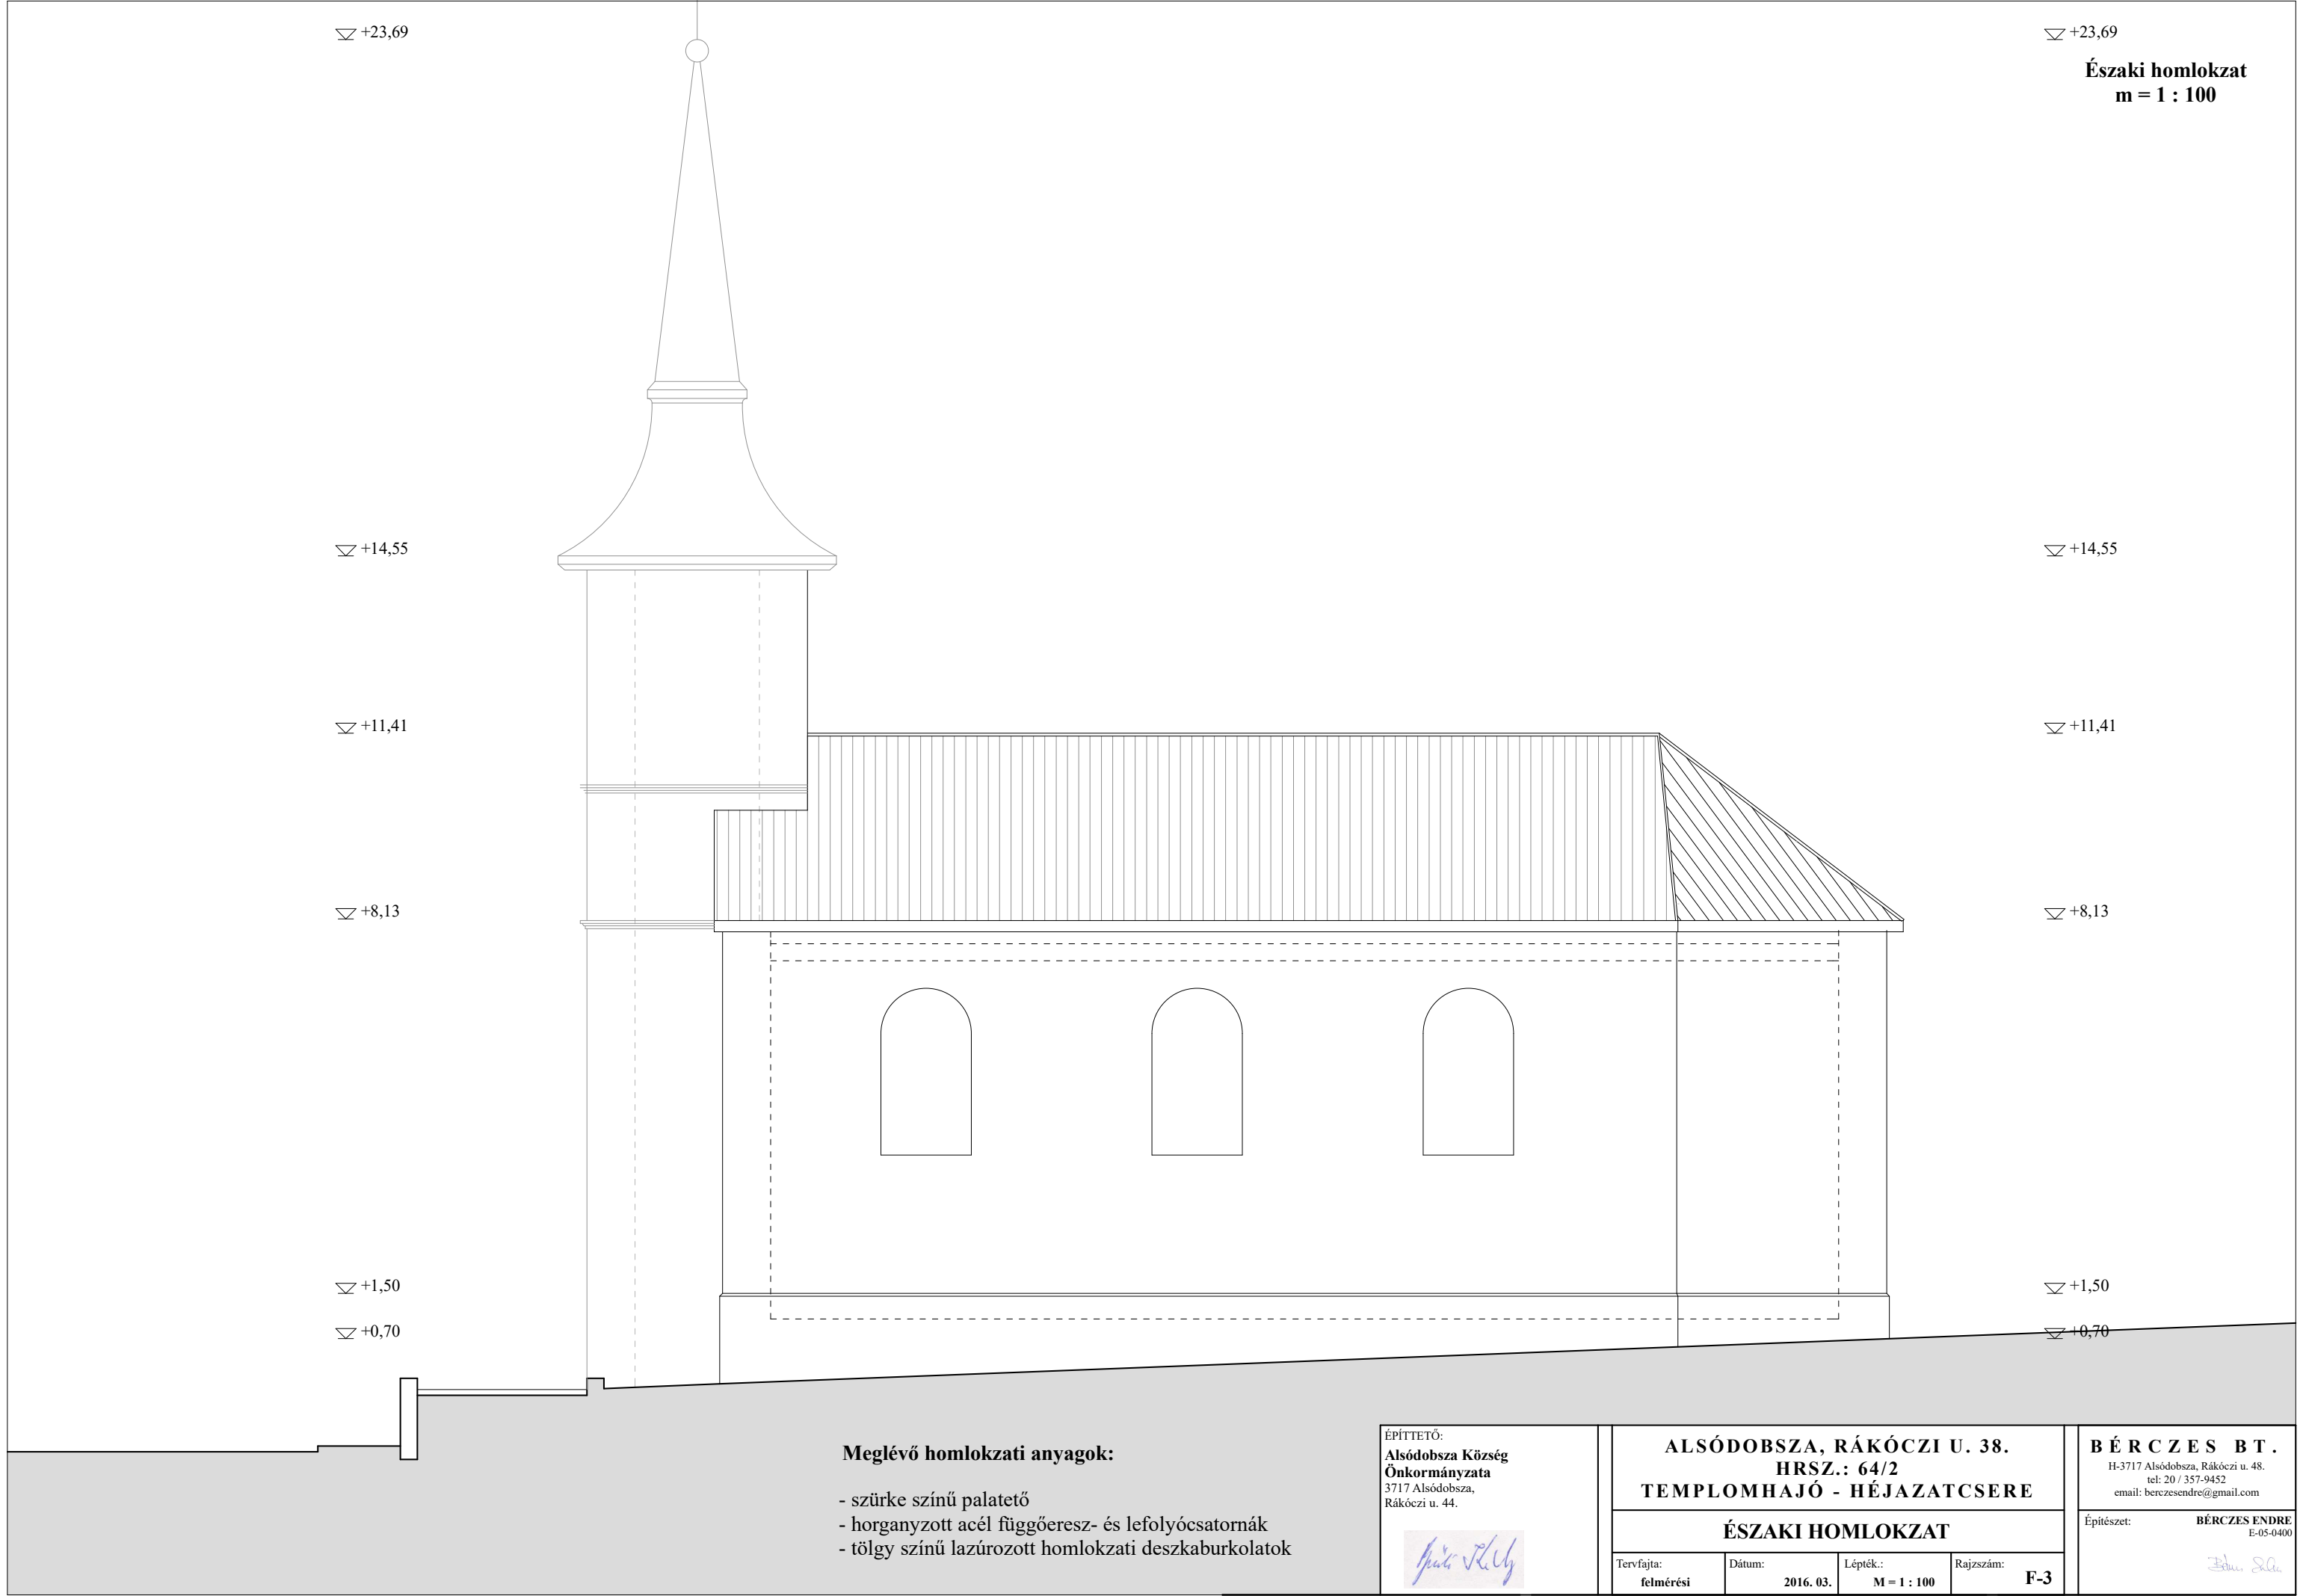 +23,69
+23,69
Északi homlokzat
m = 1 : 100
+14,55
+14,55
+11,41
+11,41
+8,13
+8,13
+1,50
+1,50
+0,70
+0,70
Meglévő homlokzati anyagok:
- szürke színű palatető
- horganyzott acél függőeresz- és lefolyócsatornák
- tölgy színű lazúrozott homlokzati deszkaburkolatok
ÉPÍTTETŐ:
Alsódobsza Község
Önkormányzata
3717 Alsódobsza,
Rákóczi u. 44.
ALSÓDOBSZA, RÁKÓCZI U. 38.
HRSZ.: 64/2
TEMPLOMHAJÓ - HÉJAZATCSERE
ÉSZAKI HOMLOKZAT
Tervfajta:
felmérési
Dátum:
2016. 03.
Lépték.:
M = 1 : 100
Rajzszám:
F-3
BÉRCZES BT.
H-3717 Alsódobsza, Rákóczi u. 48.
tel: 20 / 357-9452
email: berczesendre@gmail.com
Építészet:
BÉRCZES ENDRE
E-05-0400